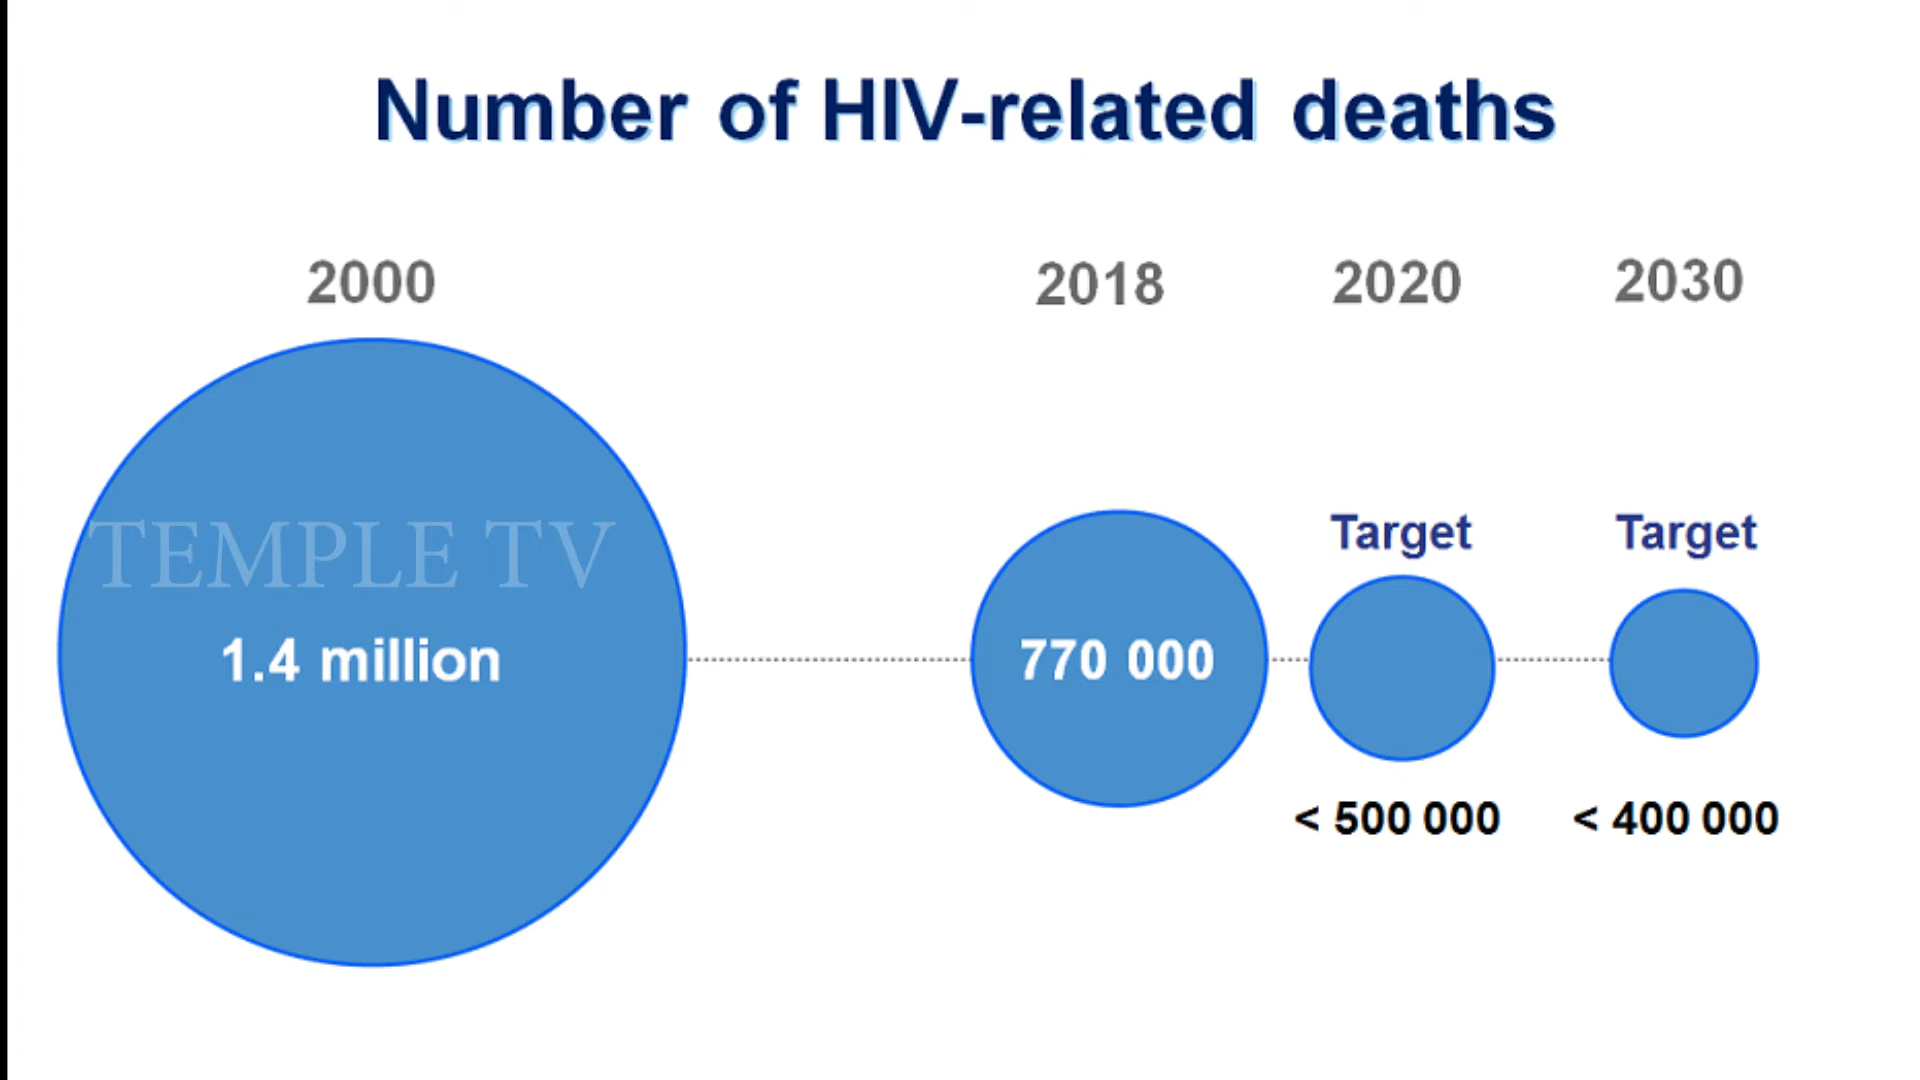 Number of HIV-related deaths
2000 2018 2020 2030
TEMPLE TV
Target Target
1.4 million 770 000
< 500 000 < 400 000